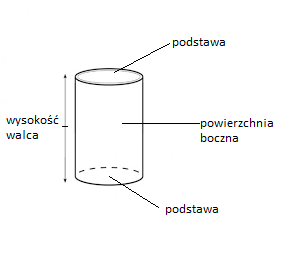 podstawa
wysokość
walca
powierzchnia
boczna
podstawa